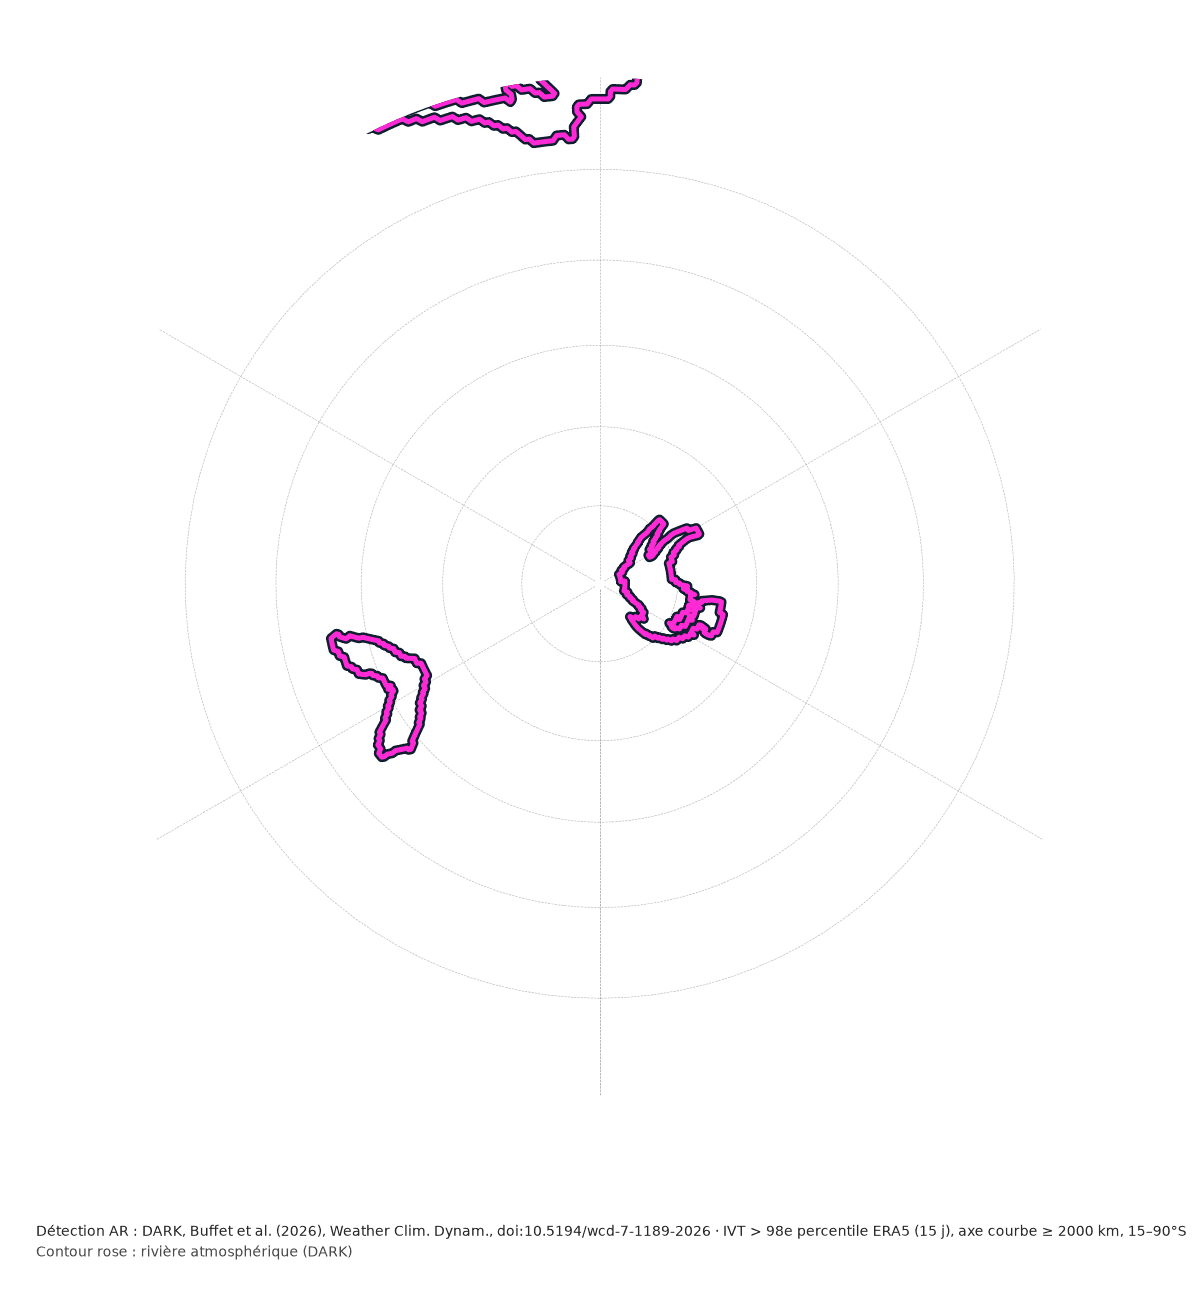 Détection AR : DARK, Buffet et al. (2026), Weather Clim. Dynam., doi:10.5194/wcd-7-1189-2026 · IVT > 98e percentile ERA5 (15 j), axe courbe ≥ 2000 km, 15–90°S
Contour rose : rivière atmosphérique (DARK)